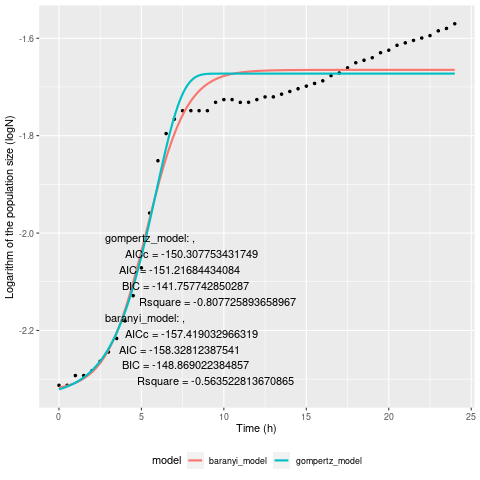 -1.6
-1.8
-2.0
-2.2
Logarithm of the population size (logN)
gompertz_model: ,
AICc = -150.307753431749
AIC = -151.21684434084
BIC = -141.757742850287
Rsquare = -0.807725893658967
baranyi_model: ,
AICc = -157.419032966319
AIC = -158.32812387541
BIC = -148.869022384857
Rsquare = -0.563522813670865
0 5 10 15 20 25
Time (h)
model baranyi_model gompertz_model